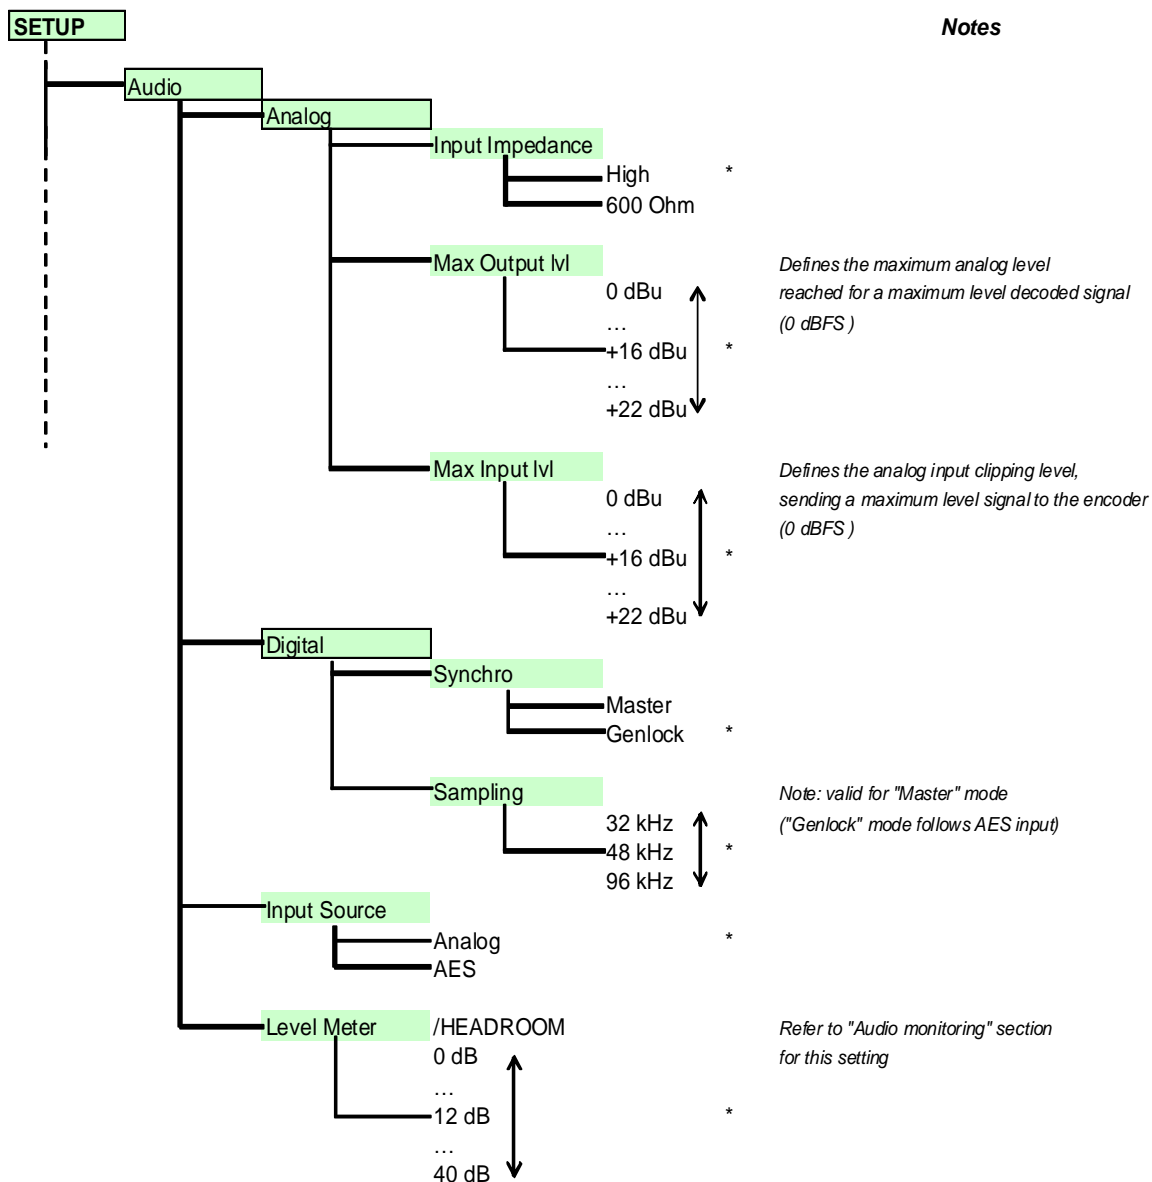 SETUP Notes
Audio
Analog
Input Impedance
High *
600 Ohm
Max Output lvl Defines the maximum analog level
0 dBu reached for a maximum level decoded signal
… (0 dBFS )
+16 dBu *
…
+22 dBu
Max Input lvl Defines the analog input clipping level,
0 dBu sending a maximum level signal to the encoder
… (0 dBFS )
+16 dBu *
…
+22 dBu
Digital
Synchro
Master
Genlock *
Sampling Note: valid for "Master" mode
32 kHz ("Genlock" mode follows AES input)
48 kHz *
96 kHz
Input Source
Analog *
AES
Level Meter /HEADROOM Refer to "Audio monitoring" section
0 dB for this setting
…
12 dB *
…
40 dB